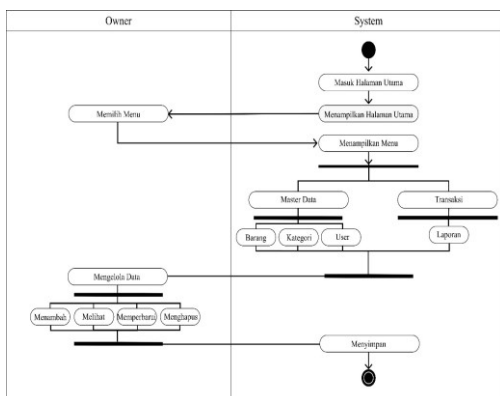 Owner
System
Masuk Halaman Utama
Memilih Menu
Menampilkan Halaman Utama
Menampilkan Menu
Master Data
Transaksi
Barang
Kategori
User
Laporan
Mengelola Data
Menambah
Melihat
Memperbarui
Menghapus
Menyimpan